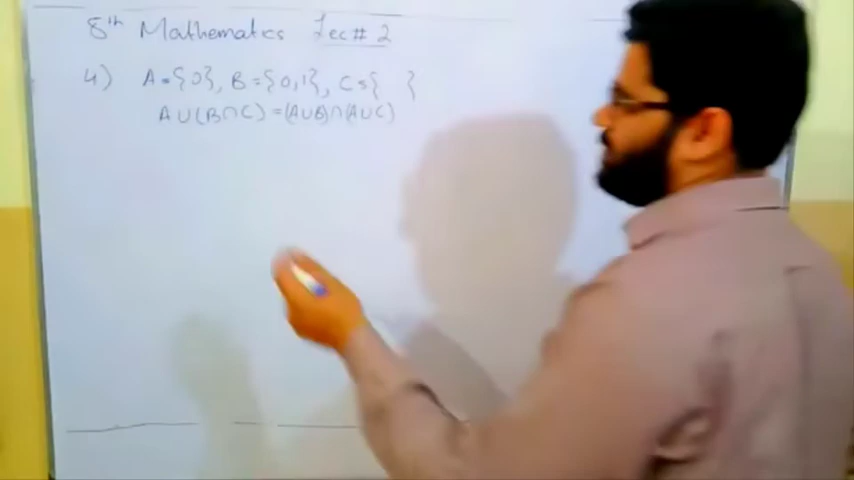 8th Mathematics Lec # 2
4) A = {0}, B = {0,1}, C = { }
A ∪ (B ∩ C) = (A ∪ B) ∩ (A ∪ C)